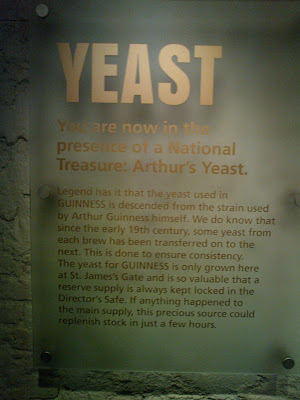 YEAST
You are now in the
presence of a National
Treasure: Arthur's Yeast.
Legend has it that the yeast used in
GUINNESS is descended from the strain used
by Arthur Guinness himself. We do know that
since the early 19th century, some yeast from
each brew has been transferred on to the
next. This is done to ensure consistency.
The yeast for GUINNESS is only grown here
at St. James's Gate and is so valuable that a
reserve supply is always kept locked in the
Director's Safe. If anything happened to
the main supply, this precious source could
replenish stock in just a few hours.